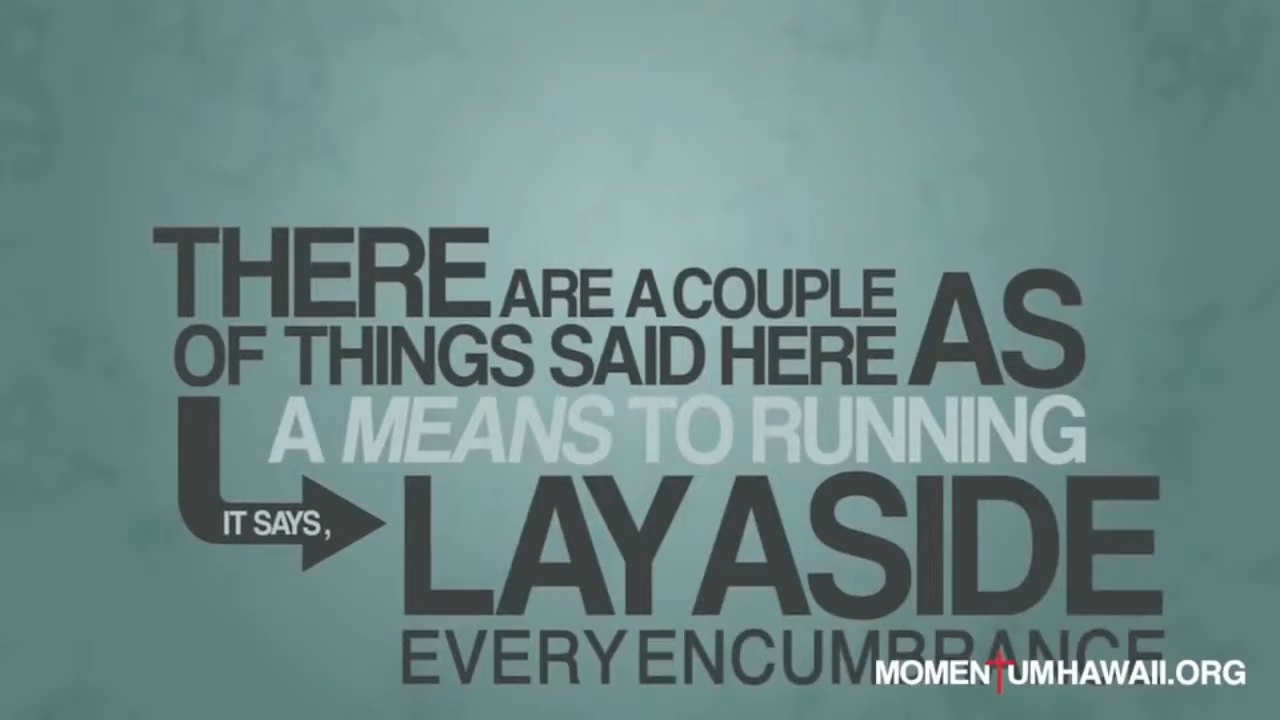 THERE ARE A COUPLE
OF THINGS SAID HERE AS
A MEANS TO RUNNING
IT SAYS,
LAY ASIDE
EVERY ENCUMBRANCE
MOMENTUMHAWAII.ORG